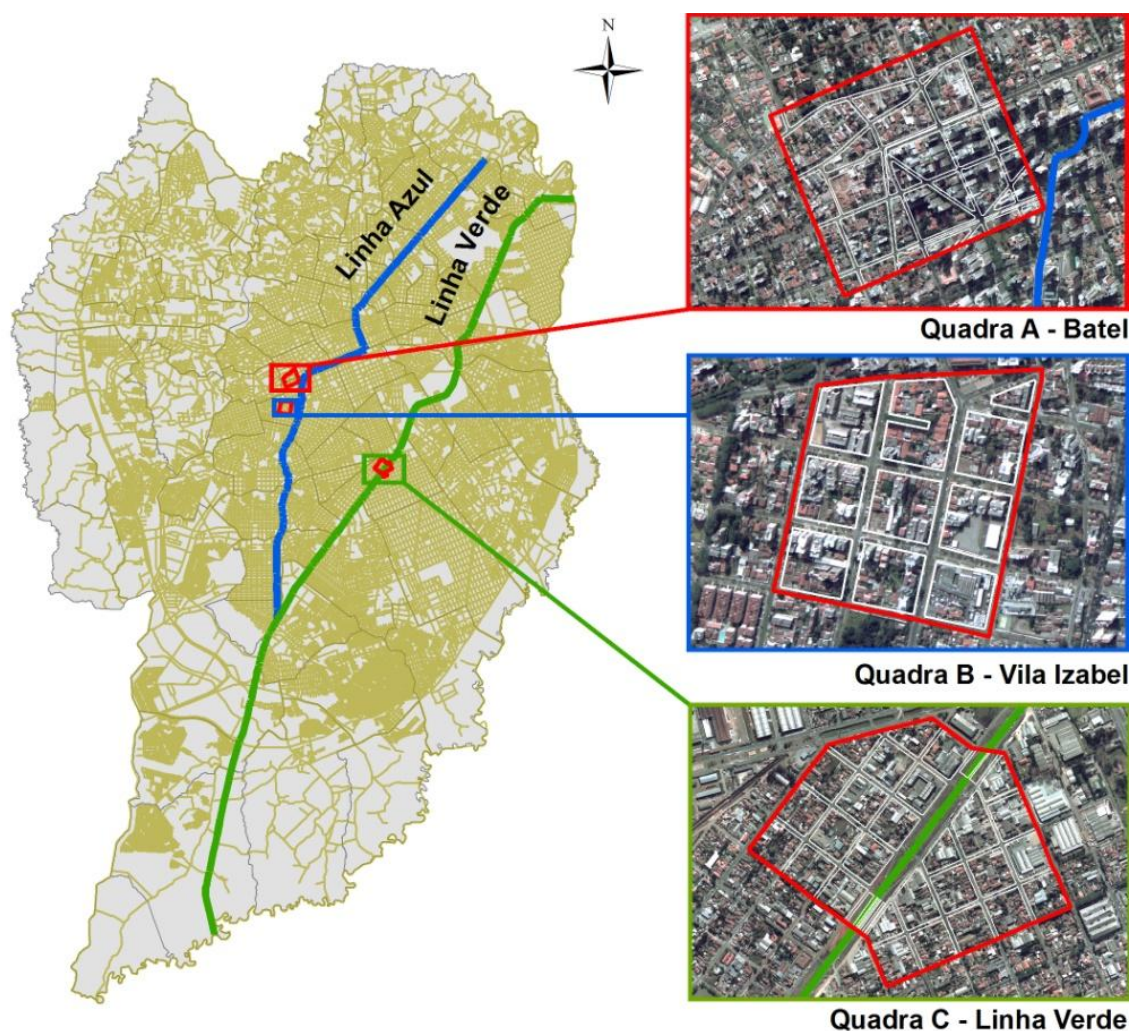 N
Linha Azul
Linha Verde
Quadra A - Batel
Quadra B - Vila Izabel
Quadra C - Linha Verde